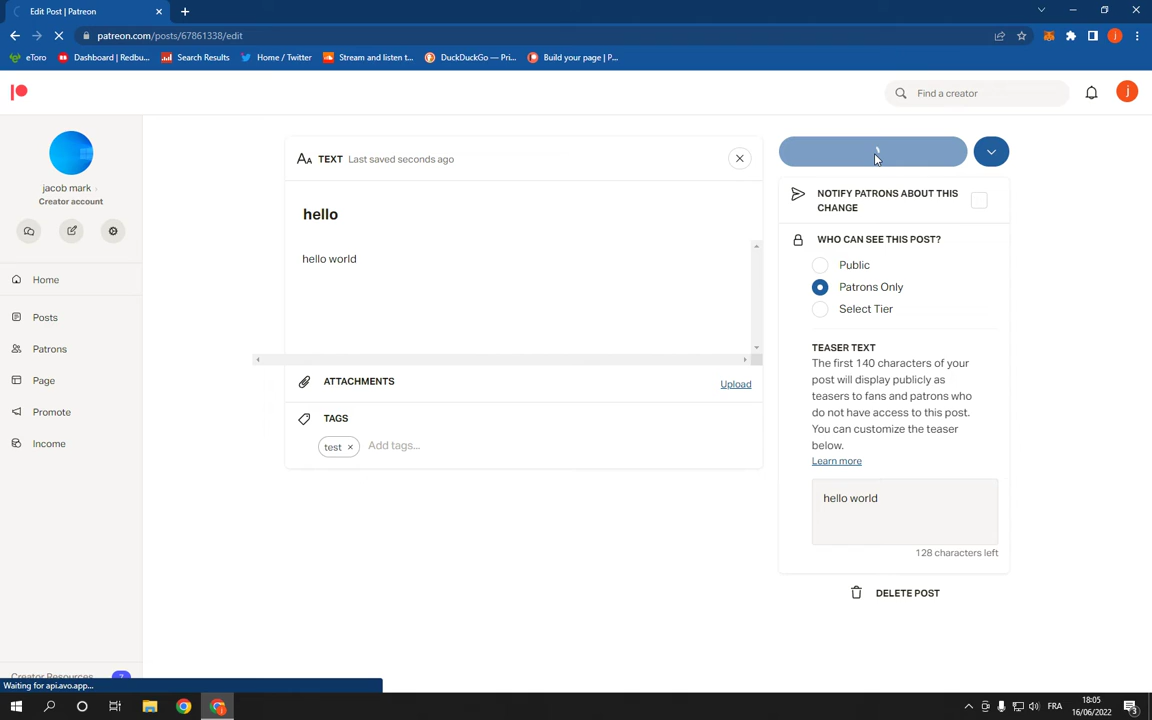 Edit Post | Patreon
patreon.com/posts/67861338/edit
eToro
Dashboard | Redbu...
Search Results
Home / Twitter
Stream and listen t...
DuckDuckGo — Pri...
Build your page | P...
j
Find a creator
j
jacob mark
Creator account
Home
Posts
Patrons
Page
Promote
Income
Creator Resources
7
AA TEXT Last saved seconds ago
hello
hello world
ATTACHMENTS
Upload
TAGS
test
Add tags...
NOTIFY PATRONS ABOUT THIS
CHANGE
WHO CAN SEE THIS POST?
Public
Patrons Only
Select Tier
TEASER TEXT
The first 140 characters of your
post will display publicly as
teasers to fans and patrons who
do not have access to this post.
You can customize the teaser
below.
Learn more
hello world
128 characters left
DELETE POST
Waiting for api.avo.app...
FRA
18:05
16/06/2022
3